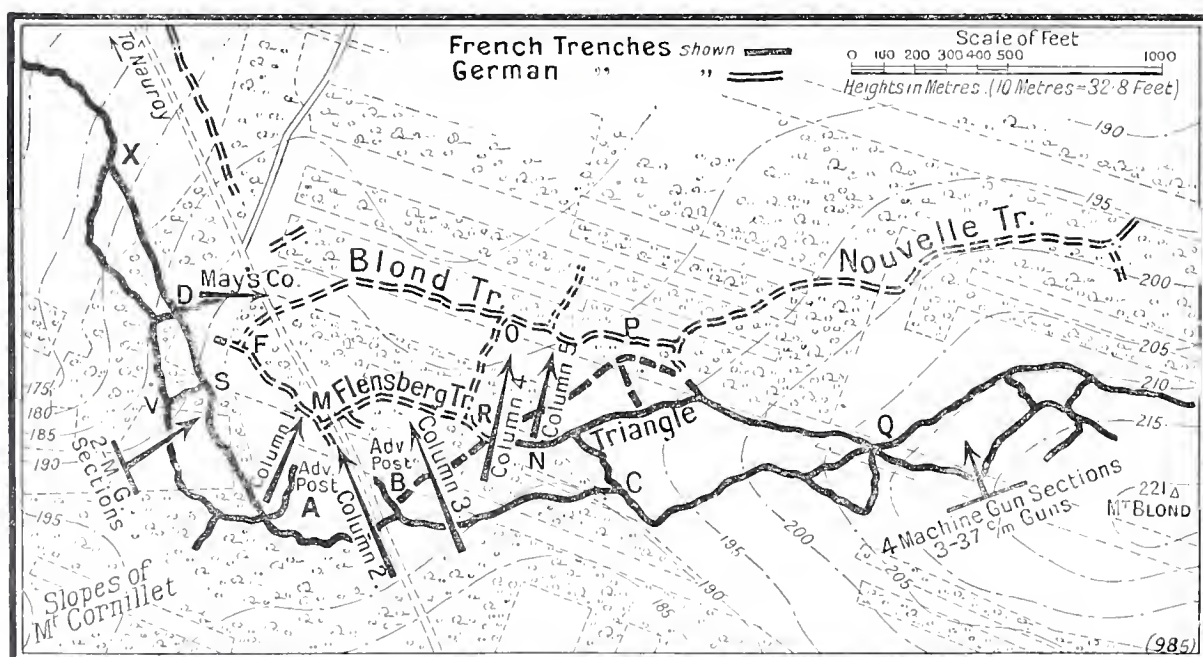 French Trenches shown
German " "
Scale of Feet
0 100 200 300 400 500 1000
Heights in Metres. (10 Metres=32·8 Feet)
To Nauroy
190
195
X
Nouvelle Tr.
200
Blond Tr.
D
May's Co.
O
P
205
F
Column 5
210
175
180
185
190
195
V
S
M
Flensberg Tr.
R
Column 4
N
Triangle
Q
215
2-M.G. Sections
Column 1
Adv. Post
A
Adv. Post
B
Column 2
Column 3
C
4 Machine Gun Sections
3-37 c/m Guns
221
Mt BLOND
200
195
190
185
205
Slopes of
Mt Cornillet
(985)